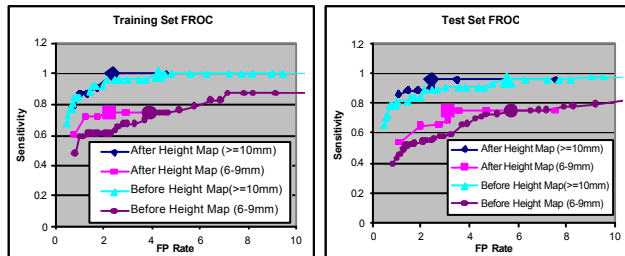 Training Set FROC
1.2
1
0.8
0.6
0.4
0.2
0
Sensitivity
After Height Map (>=10mm)
After Height Map (6-9mm)
Before Height Map(>=10mm)
Before Height Map (6-9mm)
0 2 4 6 8 10
FP Rate
Test Set FROC
1.2
1
0.8
0.6
0.4
0.2
0
Sensitivity
After Height Map (>=10mm)
After Height Map (6-9mm)
Before Height Map (>=10mm)
Before Height Map (6-9mm)
0 2 4 6 8 10
FP Rate